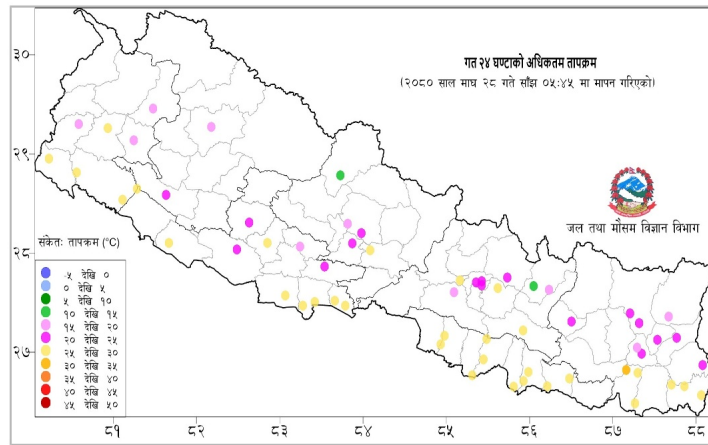 गत २४ घण्टाको अधिकतम तापक्रम
(२०८० साल माघ २८ गते साँझ ०५:४५ मा मापन गरिएको)
३०
२९
जल तथा मौसम विज्ञान विभाग
संकेतः तापक्रम (°C)
२८
-५ देखि ०
० देखि ५
५ देखि १०
१० देखि १५
१५ देखि २०
२० देखि २५
२५ देखि ३०
३० देखि ३५
३५ देखि ४०
४० देखि ४५
४५ देखि ५०
२७
८१ ८२ ८३ ८४ ८५ ८६ ८७ ८८